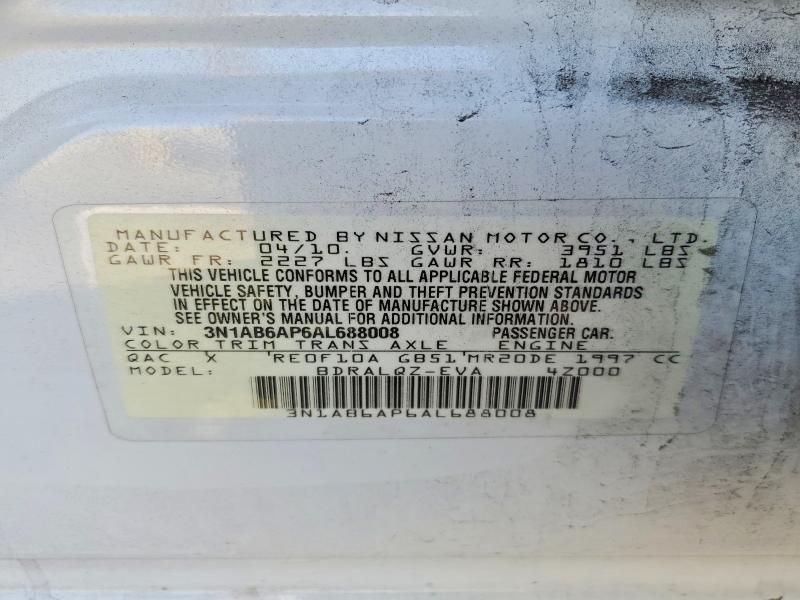 MANUFACTURED BY NISSAN MOTOR CO., LTD.
DATE: 04/10. GVWR: 3951 LBS
GAWR FR: 2227 LBS GAWR RR: 1810 LBS
THIS VEHICLE CONFORMS TO ALL APPLICABLE FEDERAL MOTOR
VEHICLE SAFETY, BUMPER AND THEFT PREVENTION STANDARDS
IN EFFECT ON THE DATE OF MANUFACTURE SHOWN ABOVE.
SEE OWNER'S MANUAL FOR ADDITIONAL INFORMATION.
VIN: 3N1AB6AP6AL688008 PASSENGER CAR.
COLOR TRIM TRANS AXLE ENGINE
QAC X 'RE0F10A GB51'MR20DE 1997 CC
MODEL: BDRALQZ-EVA 4Z000
3N1AB6AP6AL688008